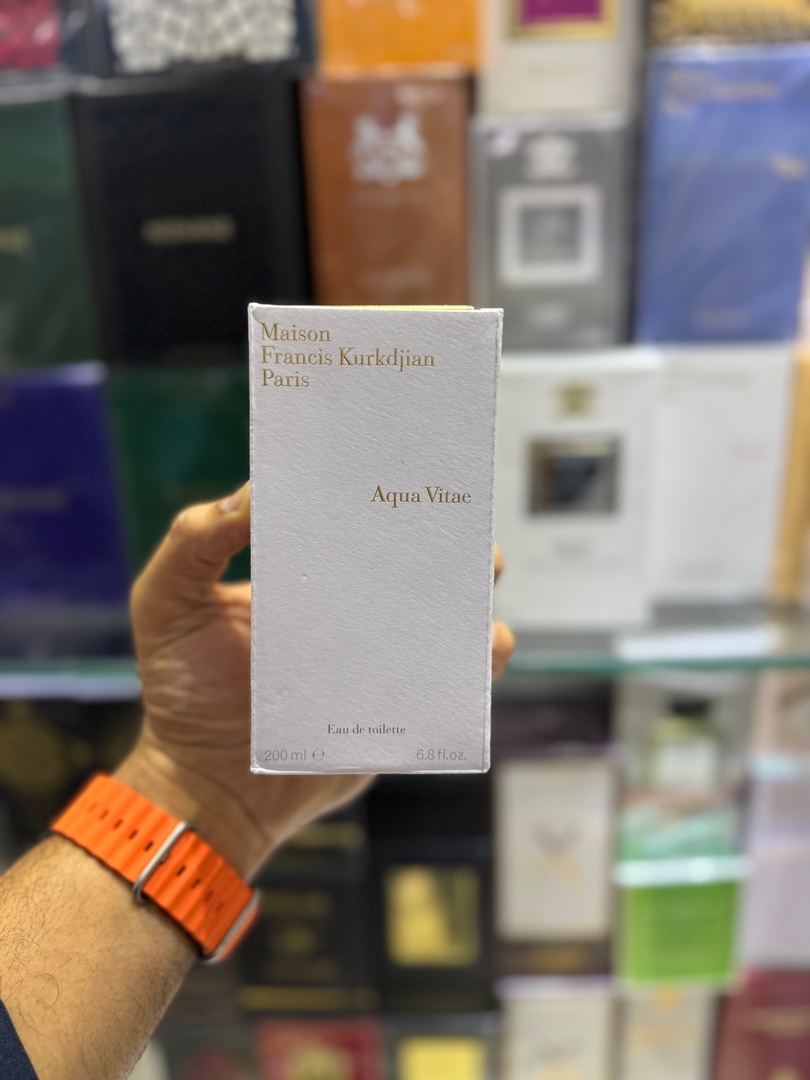 Maison
Francis Kurkdjian
Paris
Aqua Vitae
Eau de toilette
200 ml ℮ 6.8 fl.oz.